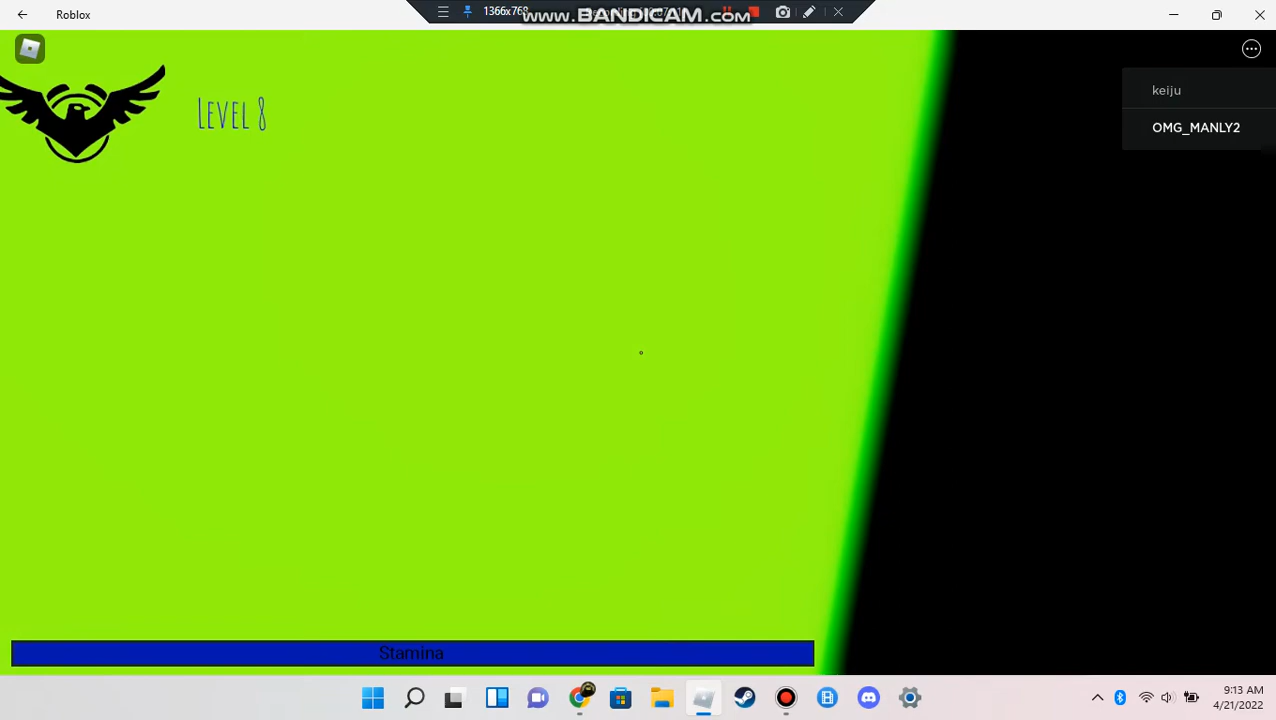 Roblox
1366x768
www.BANDICAM.com
Level 8
keiju
OMG_MANLY2
Stamina
9:13 AM
4/21/2022